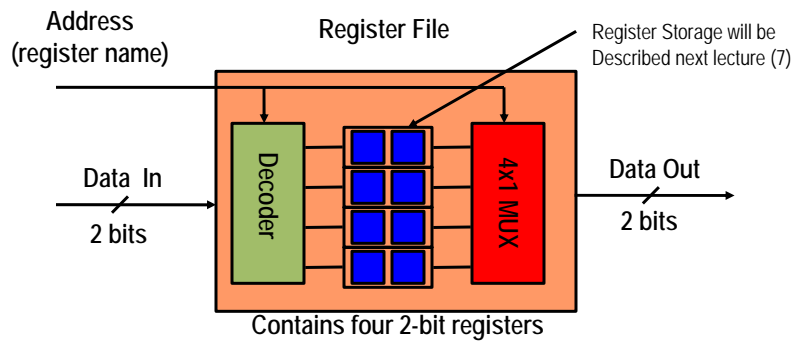 Address
(register name)
Register File
Register Storage will be
Described next lecture (7)
Decoder
4x1 MUX
Data In
2 bits
Data Out
2 bits
Contains four 2-bit registers